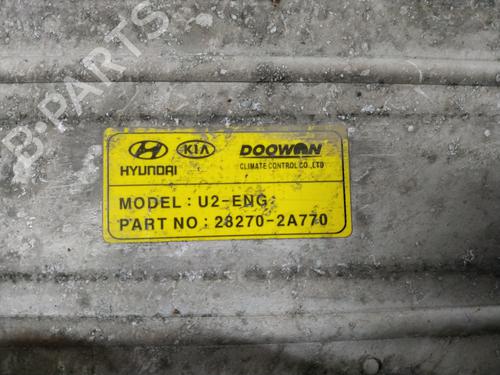 B-PARTS
HYUNDAI KIA DOOWON
CLIMATE CONTROL CO.,LTD
MODEL : U2-ENG
PART NO : 28270-2A770